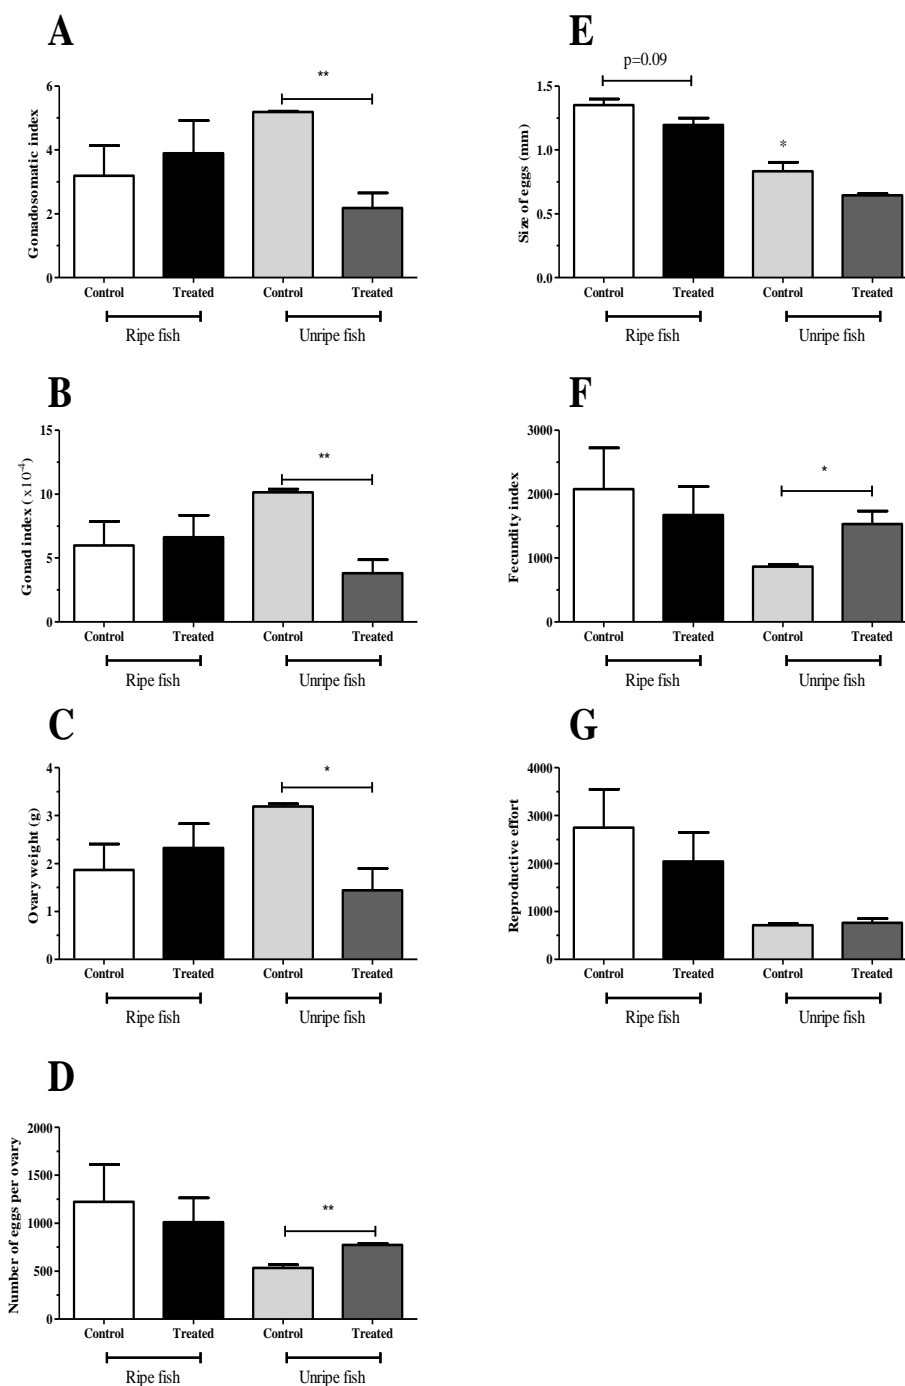 A
Gonadosomatic index
6
4
2
0
**
Control Treated Control Treated
Ripe fish Unripe fish
B
Gonad index ( x10-4)
15
10
5
0
**
Control Treated Control Treated
Ripe fish Unripe fish
C
Ovary weight (g)
4
3
2
1
0
*
Control Treated Control Treated
Ripe fish Unripe fish
D
Number of eggs per ovary
2000
1500
1000
500
0
**
Control Treated Control Treated
Ripe fish Unripe fish
E
Size of eggs (mm)
1.5
1.0
0.5
0.0
p=0.09
*
Control Treated Control Treated
Ripe fish Unripe fish
F
Fecundity index
3000
2000
1000
0
*
Control Treated Control Treated
Ripe fish Unripe fish
G
Reproductive effort
4000
3000
2000
1000
0
Control Treated Control Treated
Ripe fish Unripe fish